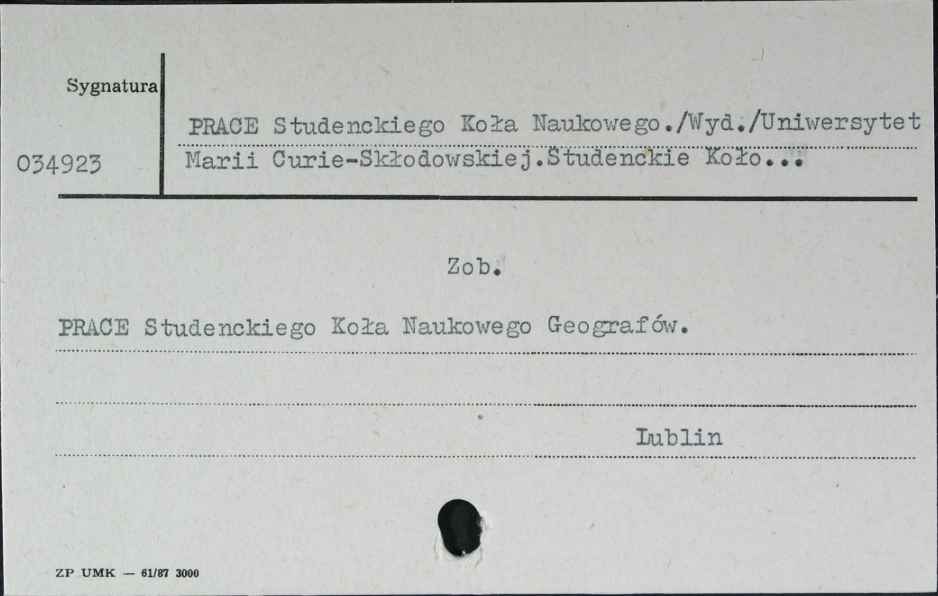 Sygnatura
PRACE Studenckiego Koła Naukowego./Wyd./Uniwersytet
034923
Marii Curie-Skłodowskiej.Studenckie Koło...
Zob.
PRACE Studenckiego Koła Naukowego Geografów.
Lublin
ZP UMK — 61/87 3000